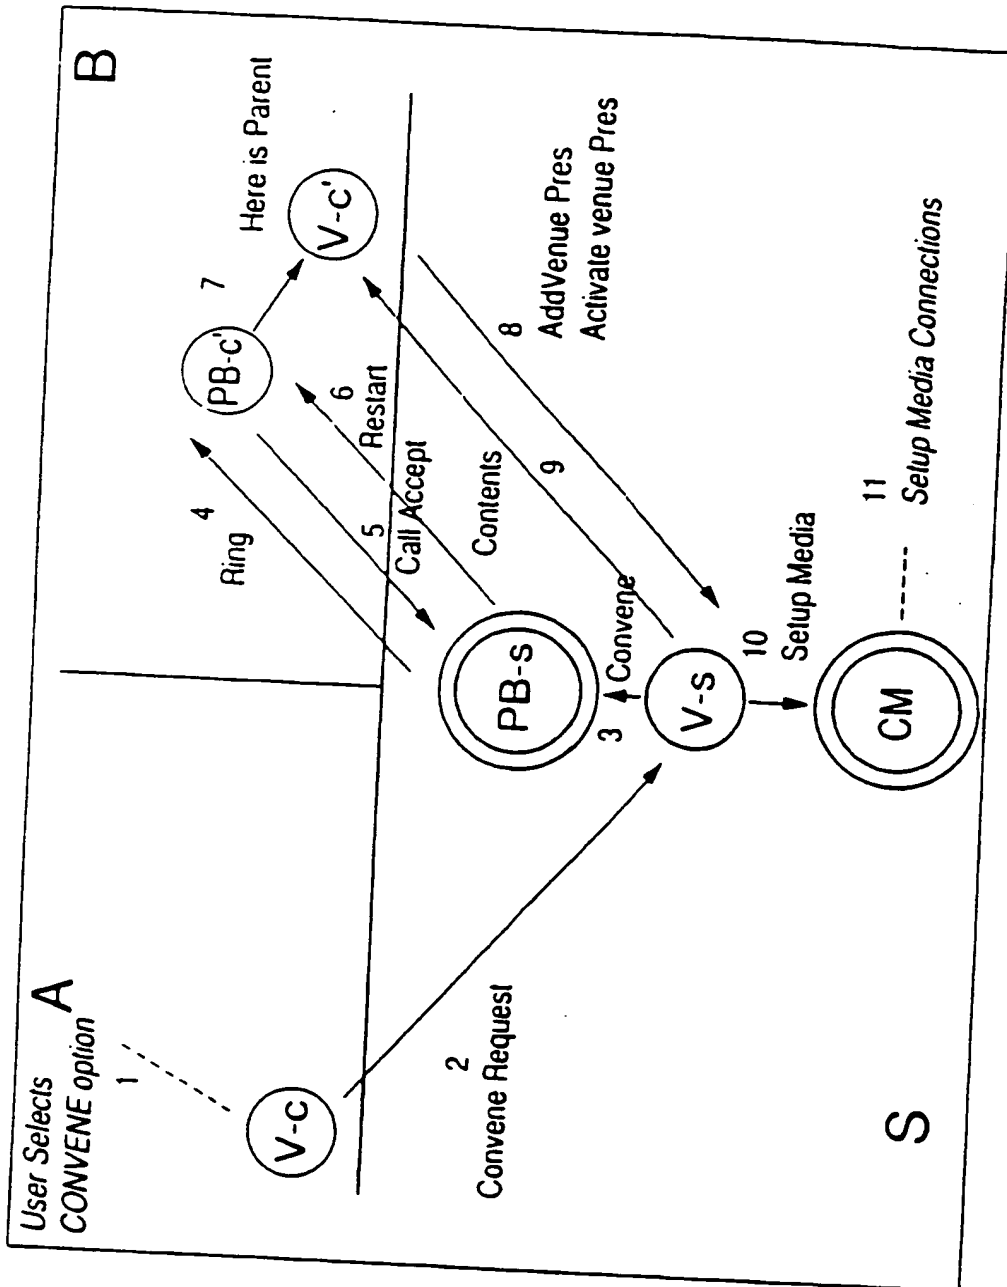 User Selects
CONVENE option
A
1
V-c
B
4
Ring
PB-c'
7
Here is Parent
V-c'
5
Call Accept
6
Restart
2
Convene Request
PB-s
Contents
9
8
AddVenue Pres
Activate venue Pres
3
Convene
V-s
10
Setup Media
CM
11
Setup Media Connections
S